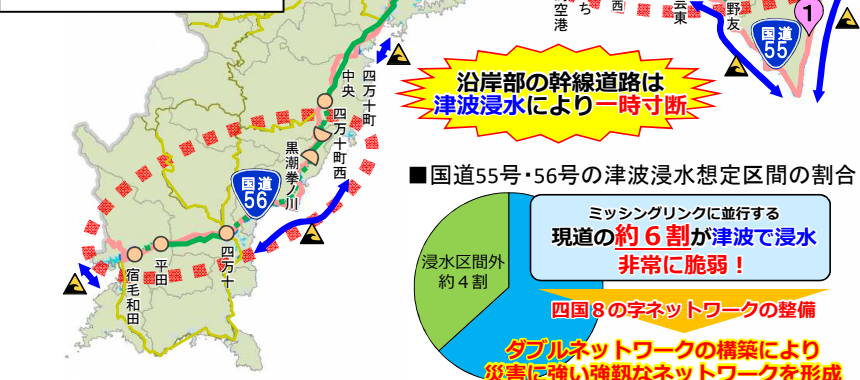 空港
ち
西
芸東
野友
1
国道
55
四万十町
中央
四万十町西
黒潮拳ノ川
国道
56
四万十
平田
宿毛和田
沿岸部の幹線道路は
津波浸水により一時寸断
■国道55号・56号の津波浸水想定区間の割合
ミッシングリンクに並行する
現道の約６割が津波で浸水
非常に脆弱！
浸水区間外
約４割
四国８の字ネットワークの整備
ダブルネットワークの構築により
災害に強い強靱なネットワークを形成